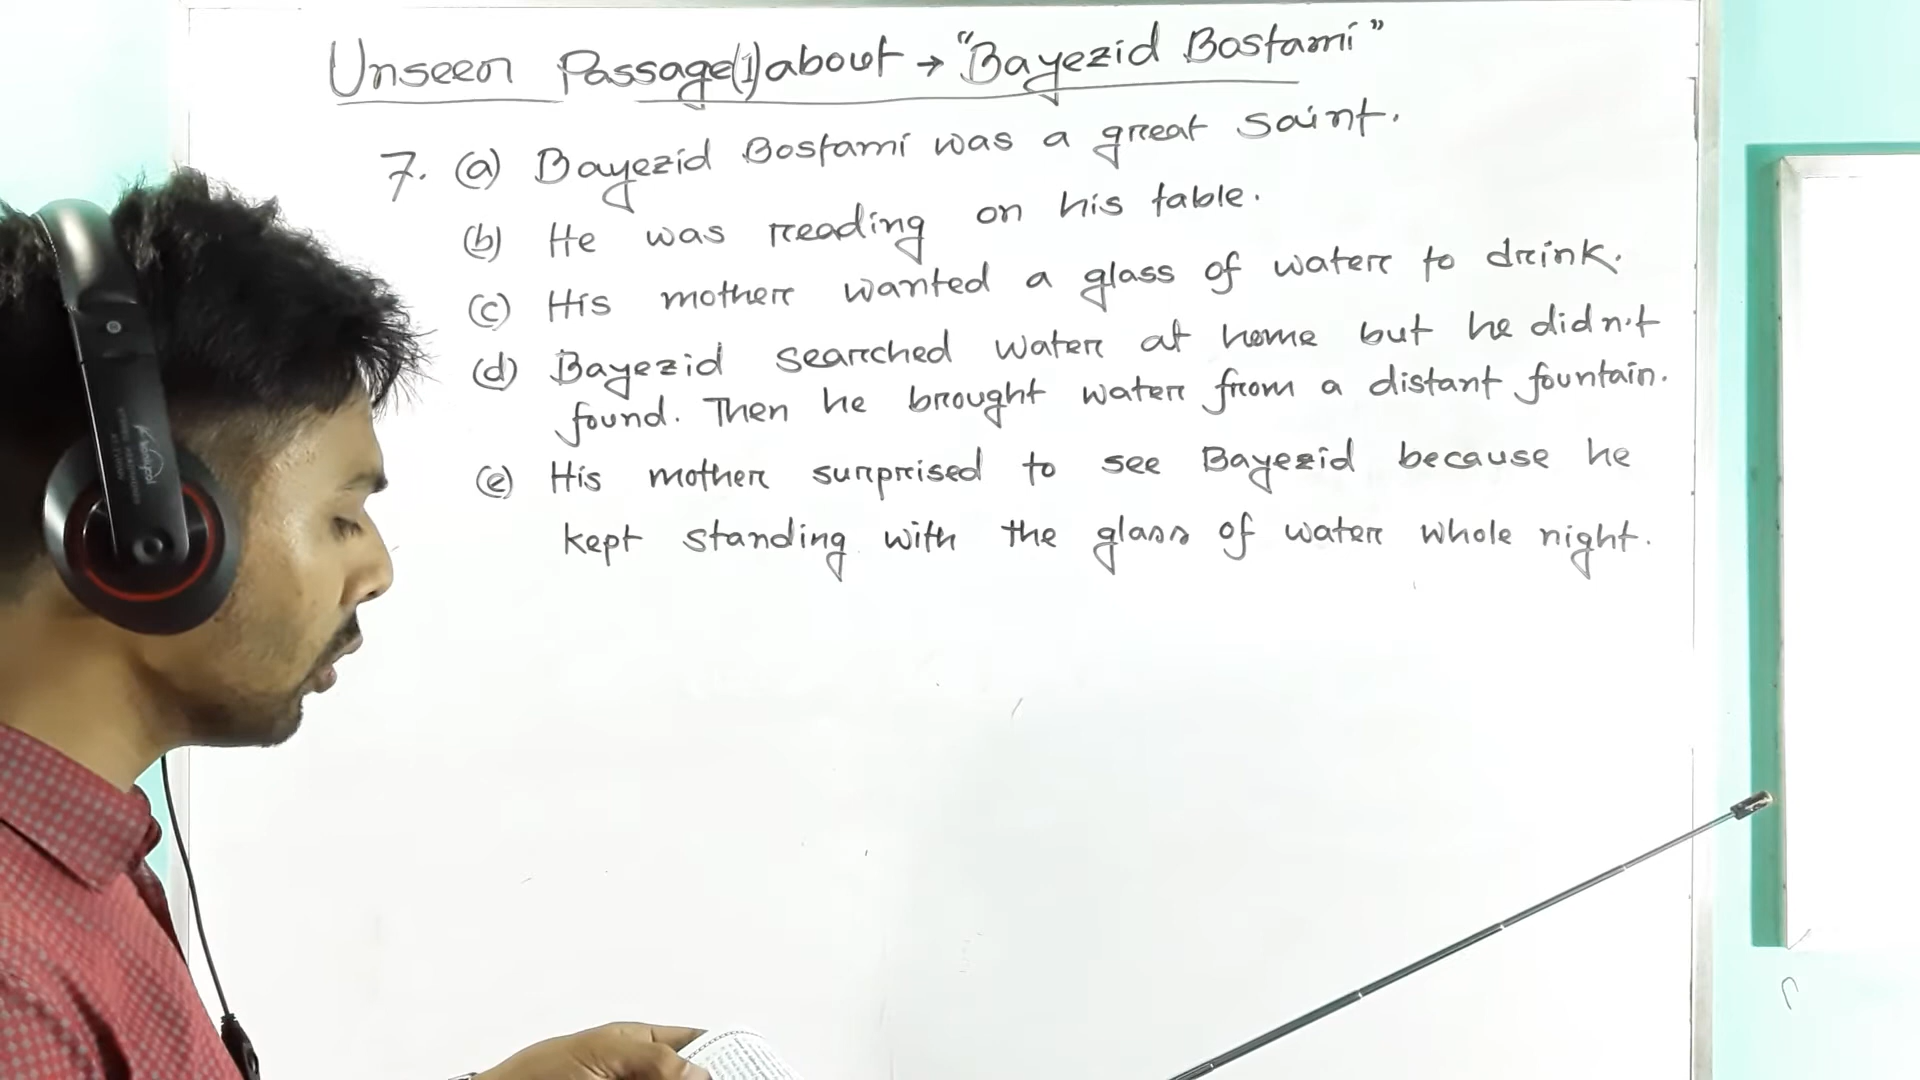 Unseen Passage(1) about → "Bayezid Bostami"
7. (a) Bayezid Bostami was a great saint.
(b) He was reading on his table.
(c) His mother wanted a glass of water to drink.
(d) Bayezid searched water at home but he didn't
found. Then he brought water from a distant fountain.
(e) His mother surprised to see Bayezid because he
kept standing with the glass of water whole night.